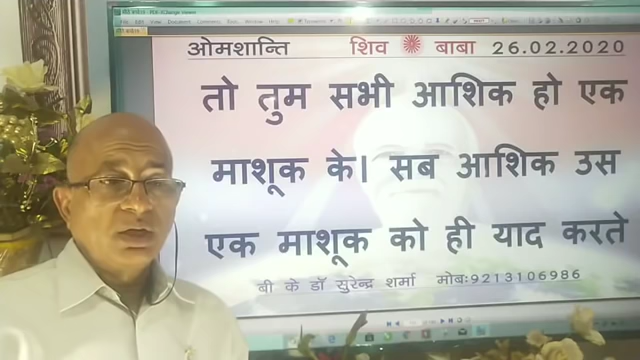 ओमशान्ति शिव बाबा 26.02.2020
तो तुम सभी आशिक हो एक
माशूक के। सब आशिक उस
एक माशूक को ही याद करते
बी के डॉ सुरेन्द्र शर्मा मोबः9213106986